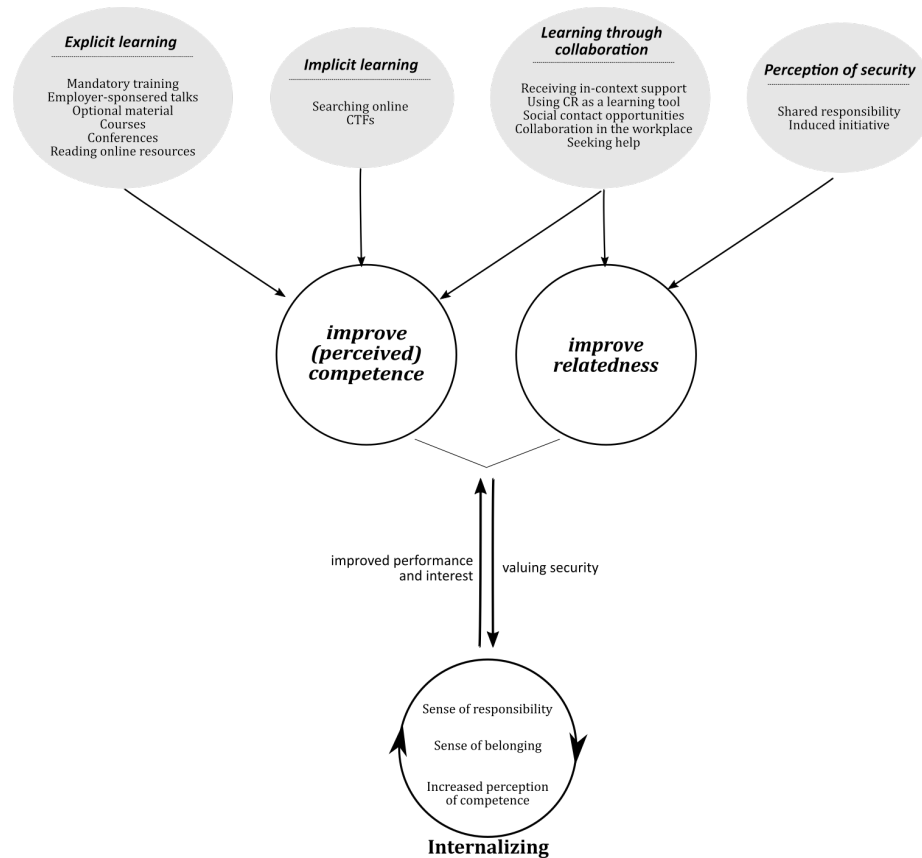 Explicit learning
Mandatory training
Employer-sponsered talks
Optional material
Courses
Conferences
Reading online resources
Implicit learning
Searching online
CTFs
Learning through
collaboration
Receiving in-context support
Using CR as a learning tool
Social contact opportunities
Collaboration in the workplace
Seeking help
Perception of security
Shared responsibility
Induced initiative
improve
(perceived)
competence
improve
relatedness
improved performance
and interest
valuing security
Sense of responsibility
Sense of belonging
Increased perception
of competence
Internalizing